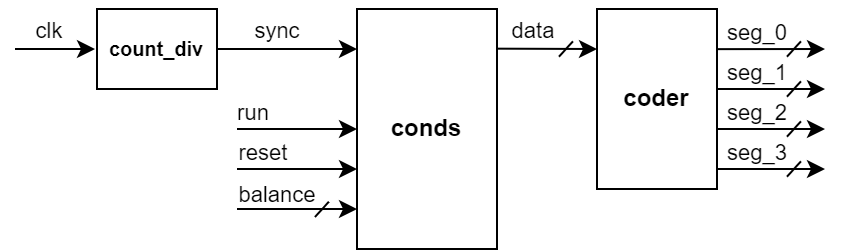 clk
count_div
sync
run
reset
balance
conds
data
coder
seg_0
seg_1
seg_2
seg_3